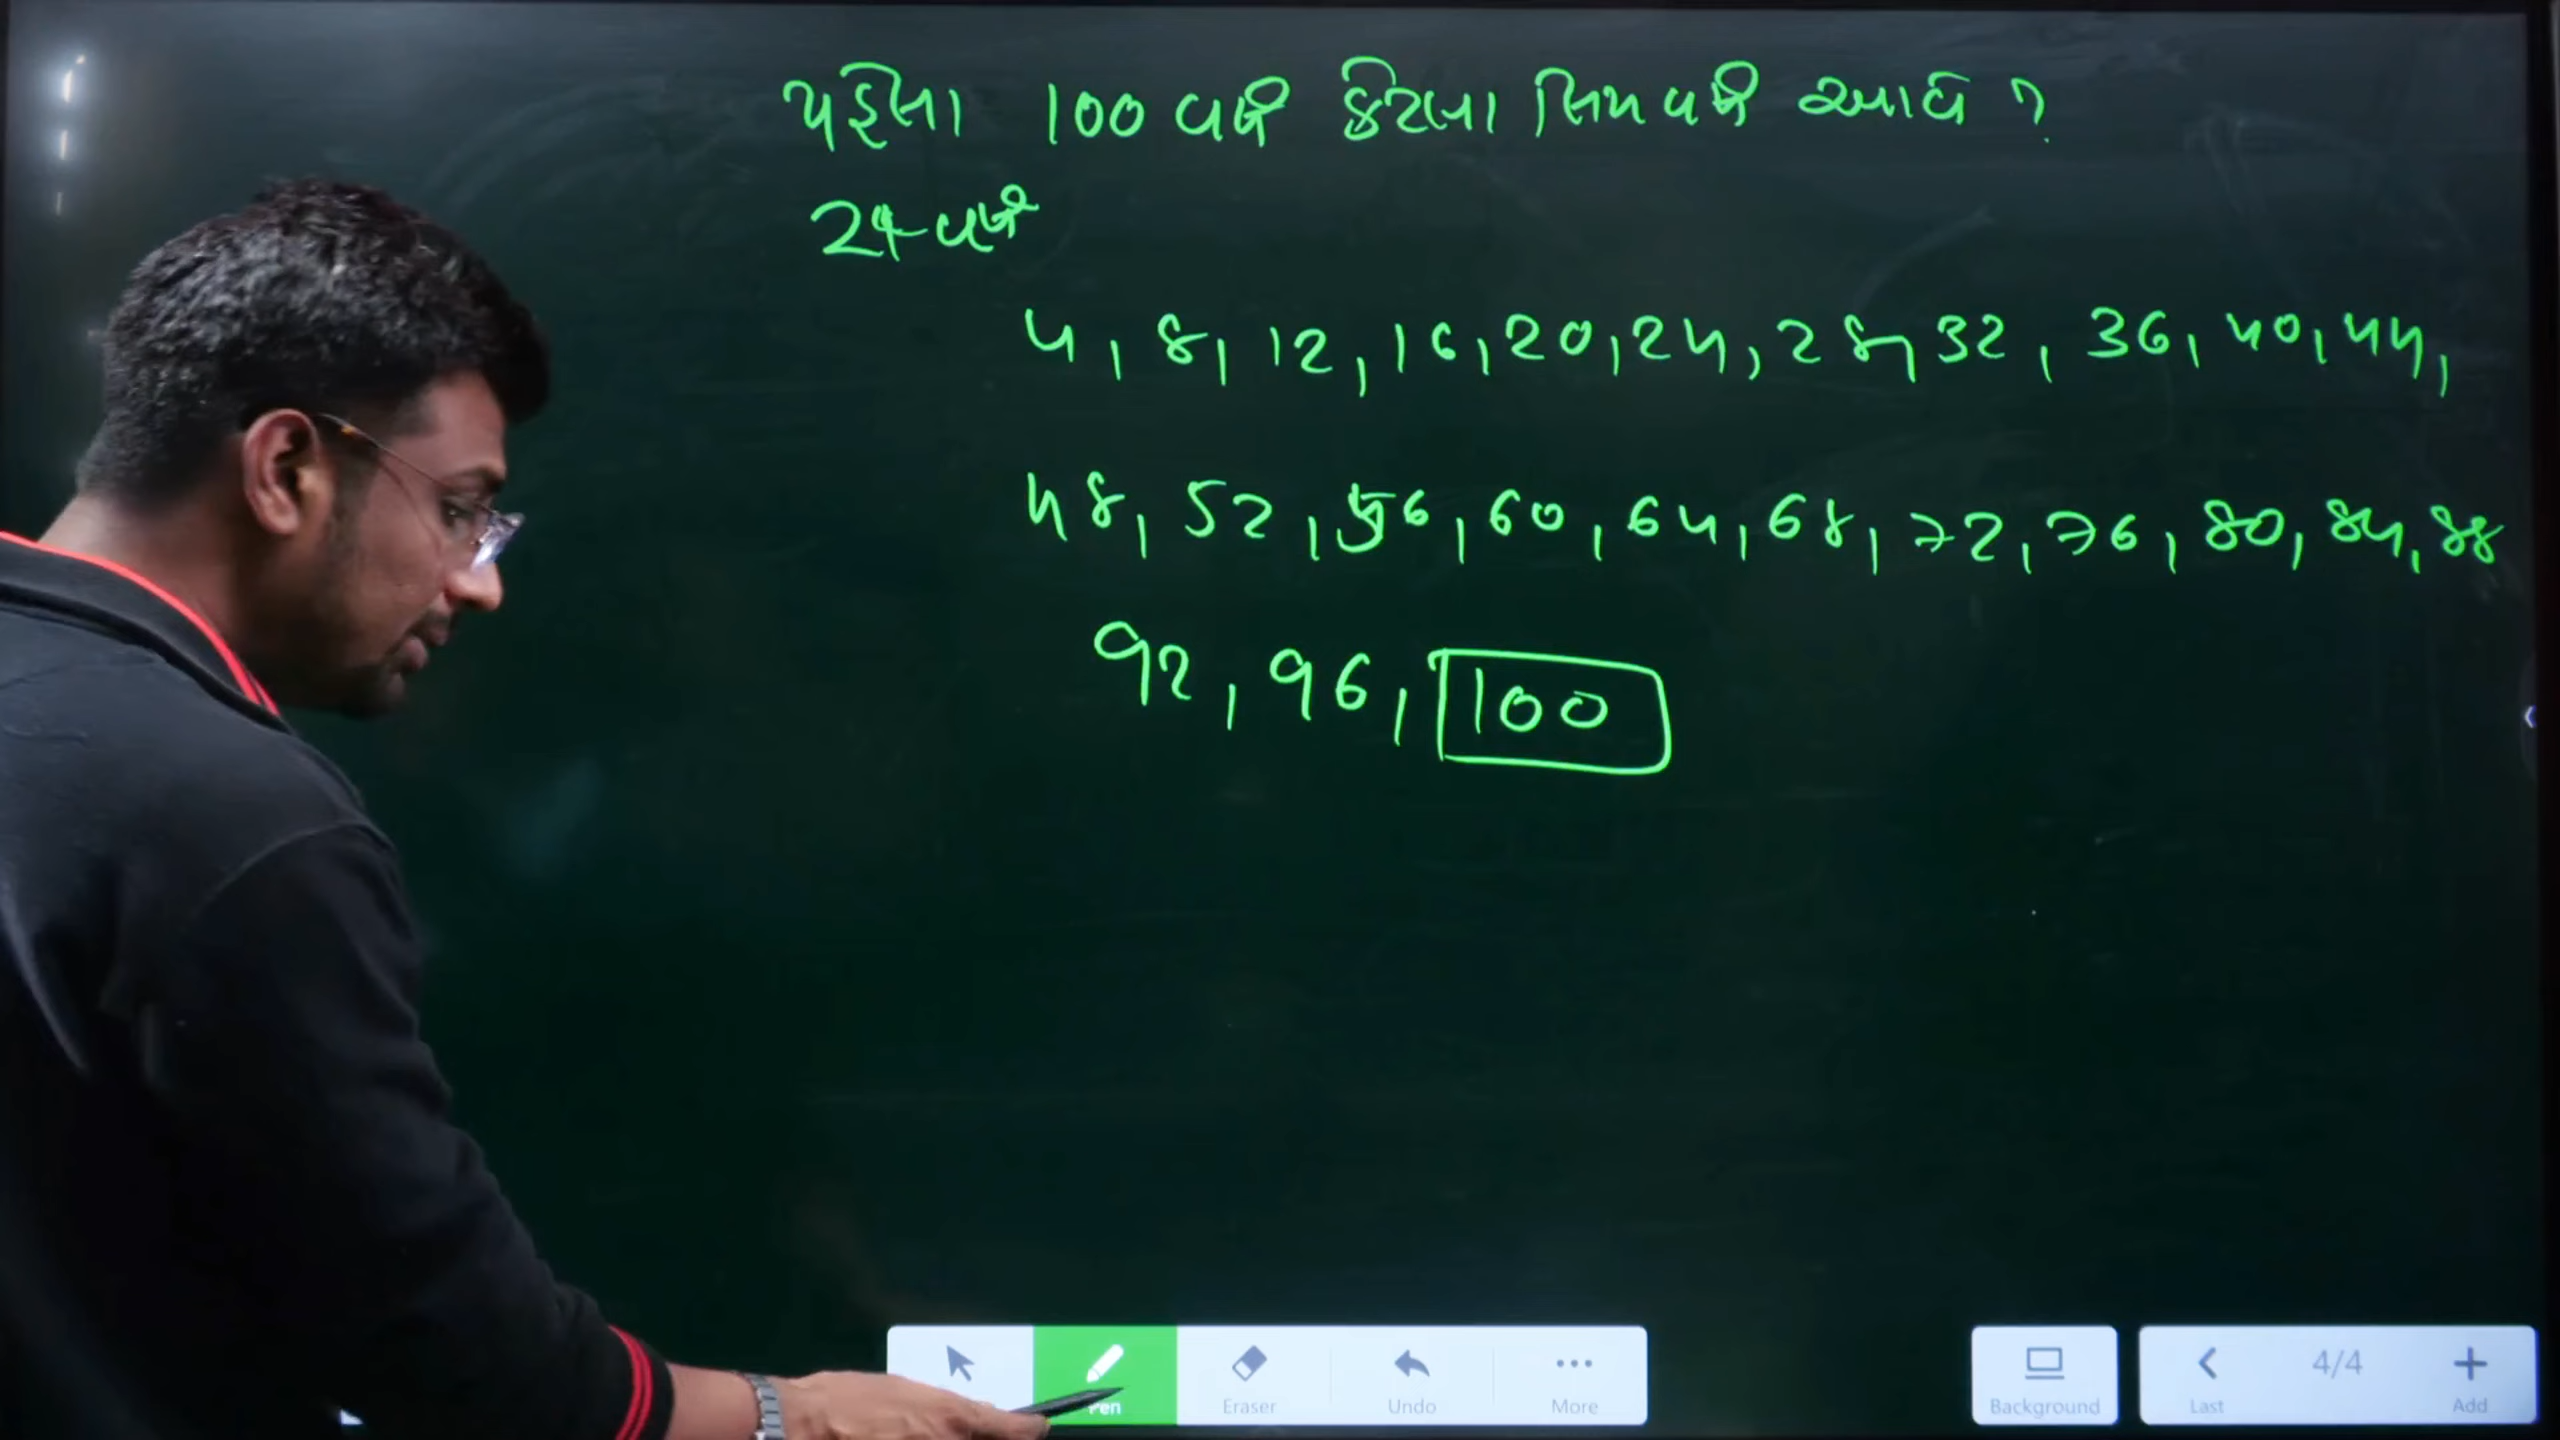 પહેલા 100 વર્ષે કેટલા લિપ વર્ષ આવે ?
24 વર્ષ
4, 8, 12, 16, 20, 24, 28, 32, 36, 40, 44,
48, 52, 56, 60, 64, 68, 72, 76, 80, 84, 88
92, 96, 100
Pen Eraser Undo More Background Last 4/4 Add